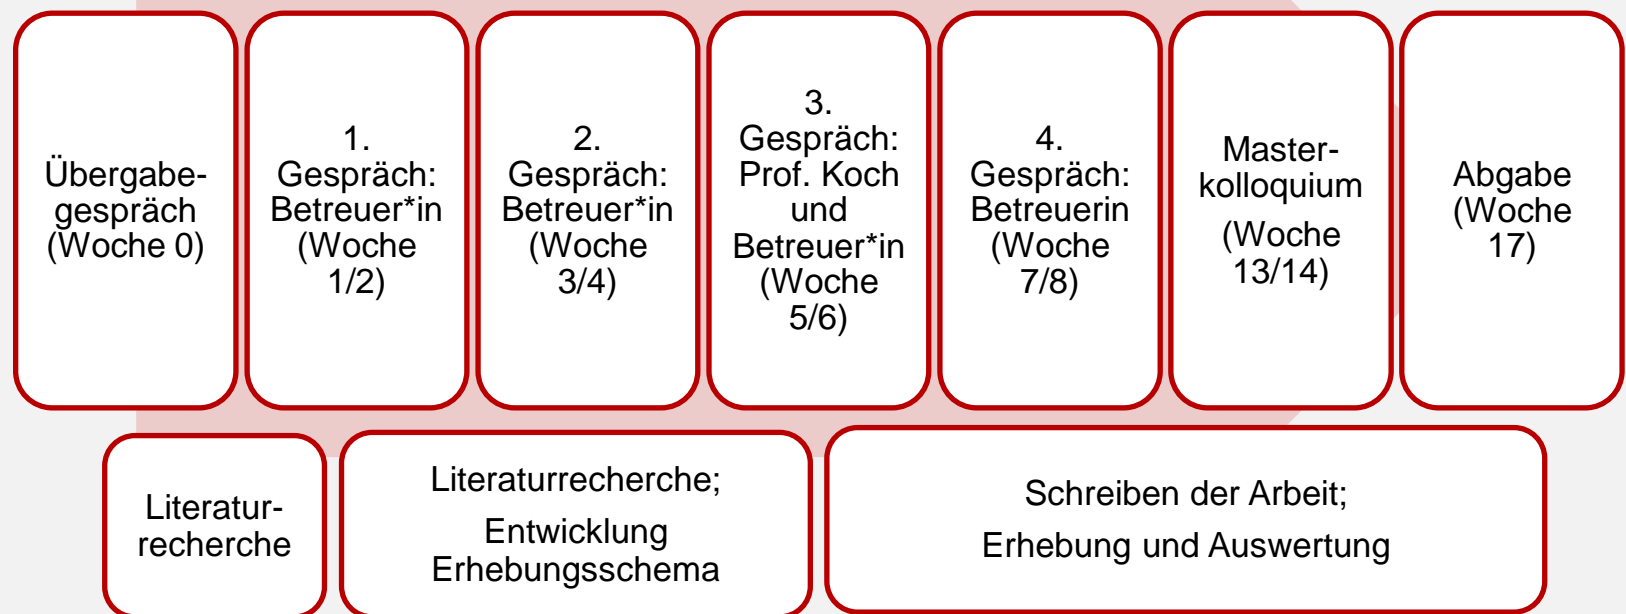 Übergabe-
gespräch
(Woche 0)
1.
Gespräch:
Betreuer*in
(Woche
1/2)
2.
Gespräch:
Betreuer*in
(Woche
3/4)
3.
Gespräch:
Prof. Koch
und
Betreuer*in
(Woche
5/6)
4.
Gespräch:
Betreuerin
(Woche
7/8)
Master-
kolloquium
(Woche
13/14)
Abgabe
(Woche
17)
Literatur-
recherche
Literaturrecherche;
Entwicklung
Erhebungsschema
Schreiben der Arbeit;
Erhebung und Auswertung